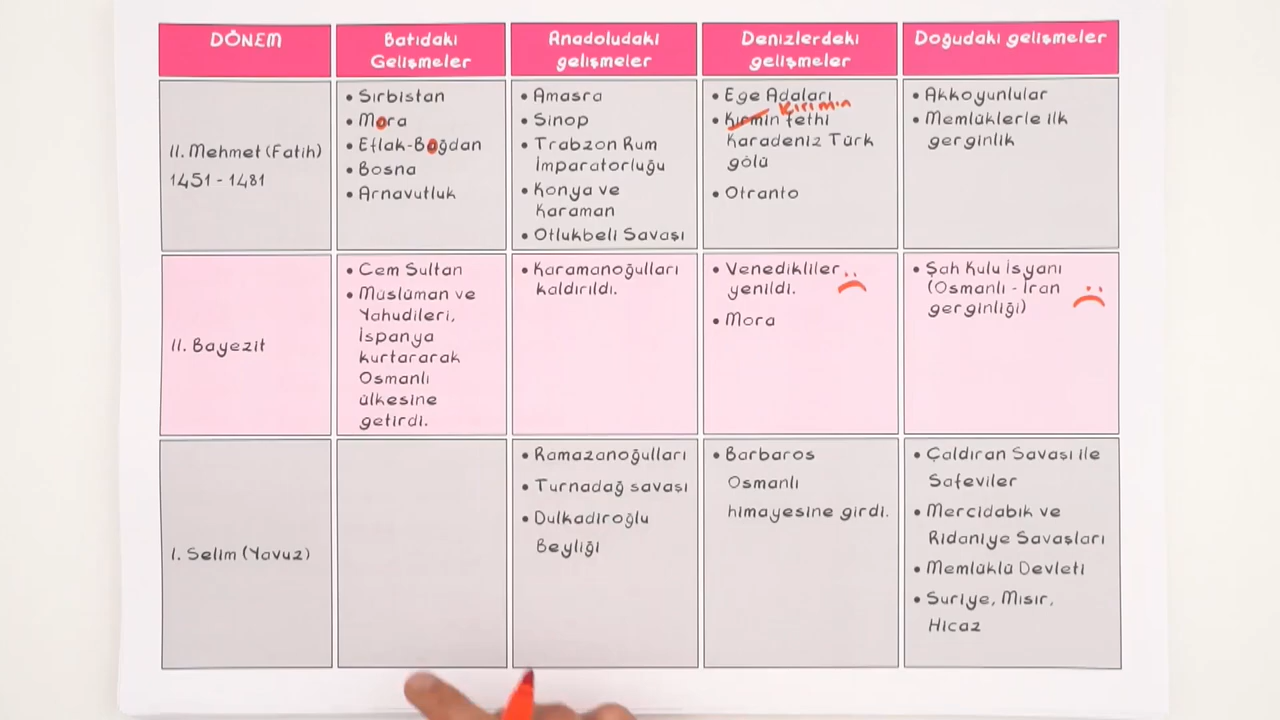 DÖNEM
Batıdaki
Gelişmeler
Anadoludaki
gelişmeler
Denizlerdeki
gelişmeler
Doğudaki gelişmeler
II. Mehmet (Fatih)
1451 - 1481
• Sırbistan
• Mora
• Eflak-Boğdan
• Bosna
• Arnavutluk
• Amasra
• Sinop
• Trabzon Rum
İmparatorluğu
• Konya ve
Karaman
• Otlukbeli Savaşı
• Ege Adaları
Kırımın
• Kırmin fethi
Karadeniz Türk
gölü
• Otranto
• Akkoyunlular
• Memlüklerle ilk
gerginlik
II. Bayezit
• Cem Sultan
• Müslüman ve
Yahudileri,
İspanya
kurtararak
Osmanlı
ülkesine
getirdi.
• Karamanoğulları
kaldırıldı.
• Venedikliler
yenildi.
• Mora
• Şah Kulu İsyanı
(Osmanlı - İran
gerginliği)
I. Selim (Yavuz)
• Ramazanoğulları
• Turnadağ savaşı
• Dulkadiroğlu
Beyliği
• Barbaros
Osmanlı
himayesine girdi.
• Çaldıran Savaşı ile
Safeviler
• Mercidabık ve
Ridaniye Savaşları
• Memlüklü Devleti
• Suriye, Mısır,
Hicaz